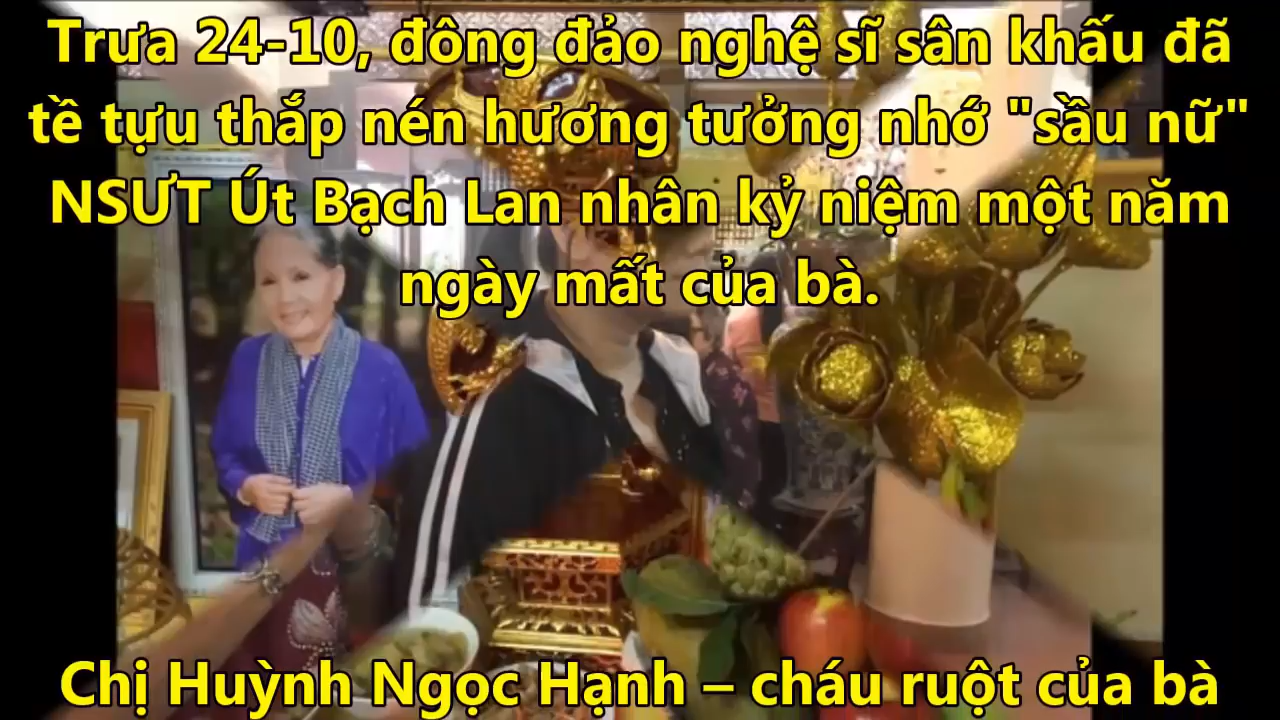 Trưa 24-10, đông đảo nghệ sĩ sân khấu đã
tề tựu thắp nén hương tưởng nhớ "sầu nữ"
NSƯT Út Bạch Lan nhân kỷ niệm một năm
ngày mất của bà.
Chị Huỳnh Ngọc Hạnh – cháu ruột của bà